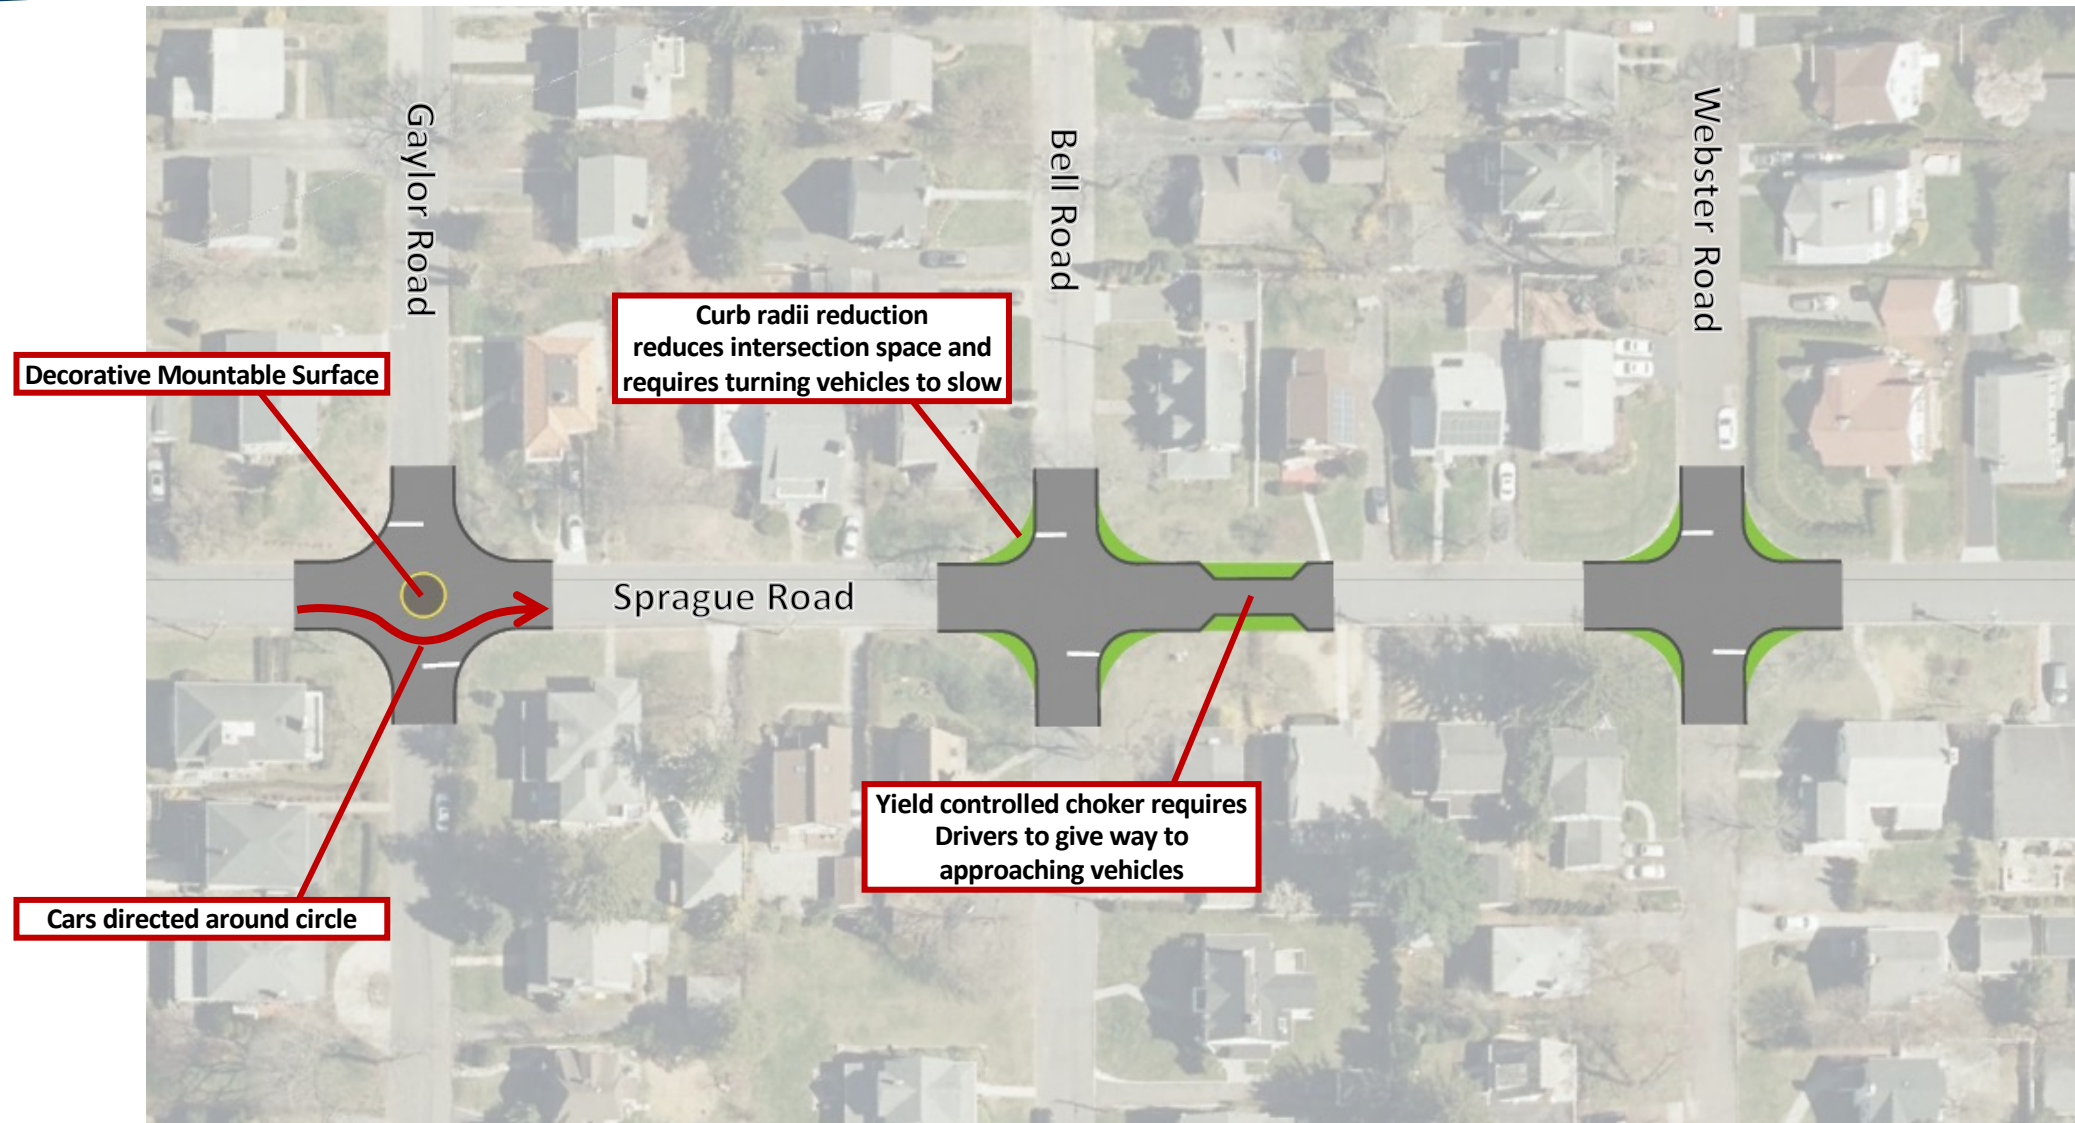 Gaylor Road
Bell Road
Webster Road
Curb radii reduction
reduces intersection space and
requires turning vehicles to slow
Decorative Mountable Surface
Sprague Road
Yield controlled choker requires
Drivers to give way to
approaching vehicles
Cars directed around circle